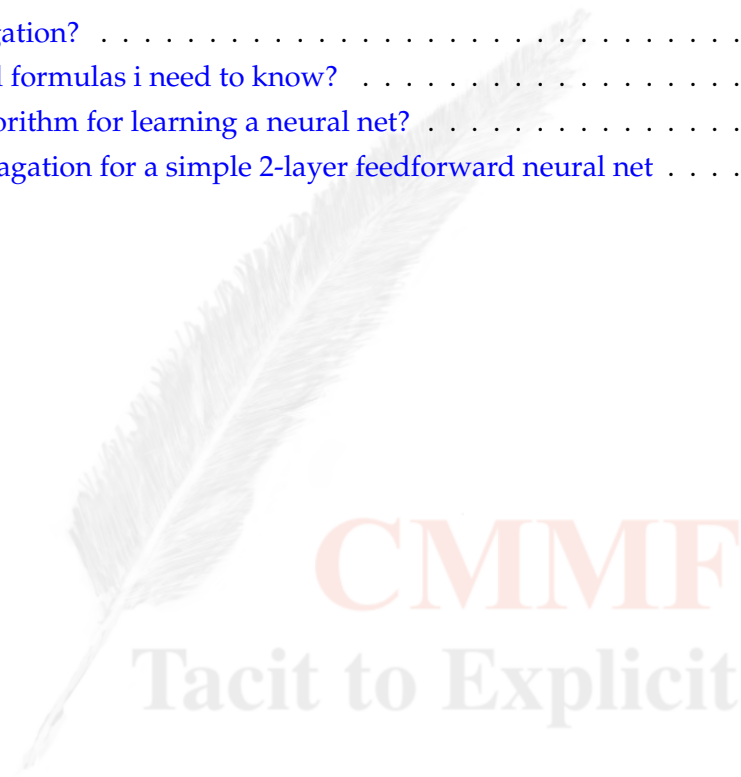 gation? . . . . . . . . . . . . . . . . . . . . . . . . . . . . . .
l formulas i need to know? . . . . . . . . . . . . . . . . .
orithm for learning a neural net? . . . . . . . . . . . . . .
agation for a simple 2-layer feedforward neural net . . . .
CMMF
Tacit to Explicit